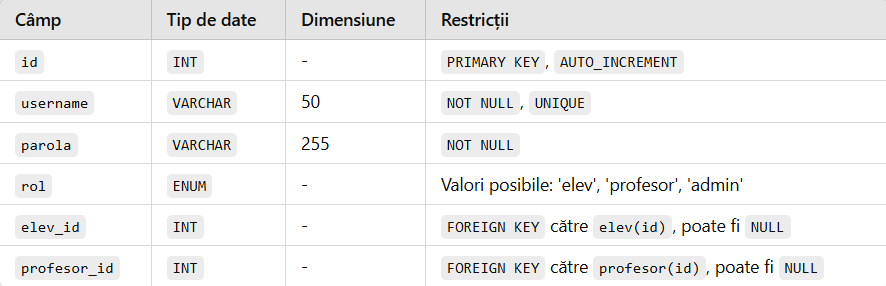 Câmp Tip de date Dimensiune Restricții
id INT - PRIMARY KEY, AUTO_INCREMENT
username VARCHAR 50 NOT NULL, UNIQUE
parola VARCHAR 255 NOT NULL
rol ENUM - Valori posibile: 'elev', 'profesor', 'admin'
elev_id INT - FOREIGN KEY către elev(id), poate fi NULL
profesor_id INT - FOREIGN KEY către profesor(id), poate fi NULL